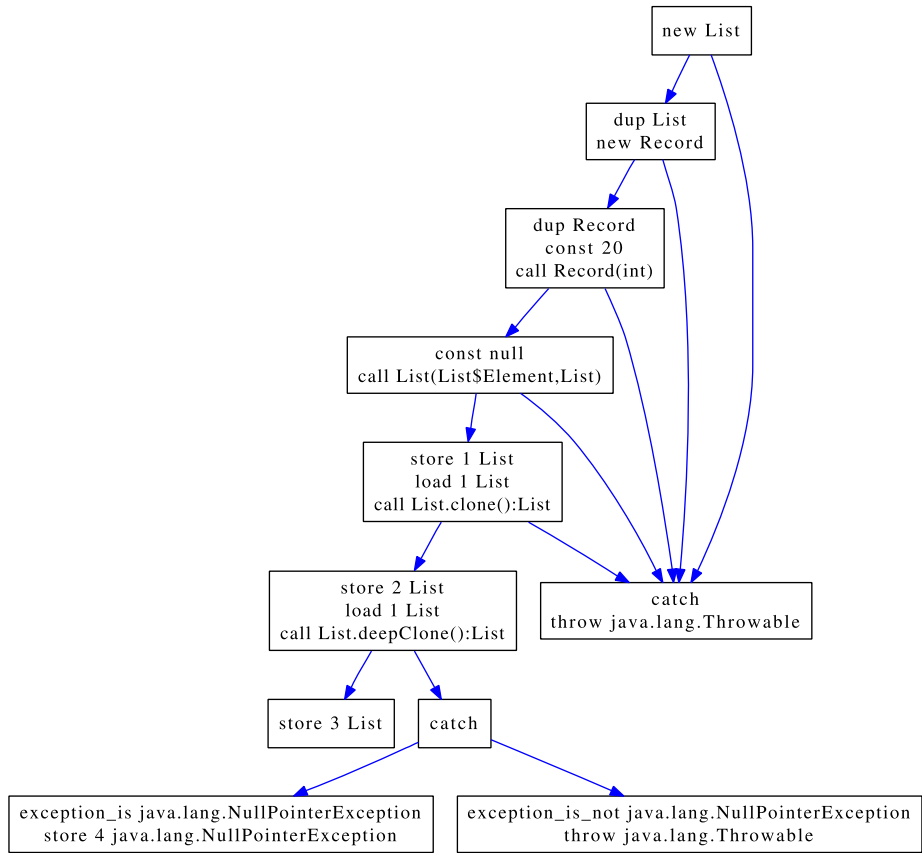 new List
dup List
new Record
dup Record
const 20
call Record(int)
const null
call List(List$Element,List)
store 1 List
load 1 List
call List.clone():List
store 2 List
load 1 List
call List.deepClone():List
catch
throw java.lang.Throwable
store 3 List
catch
exception_is java.lang.NullPointerException
store 4 java.lang.NullPointerException
exception_is_not java.lang.NullPointerException
throw java.lang.Throwable